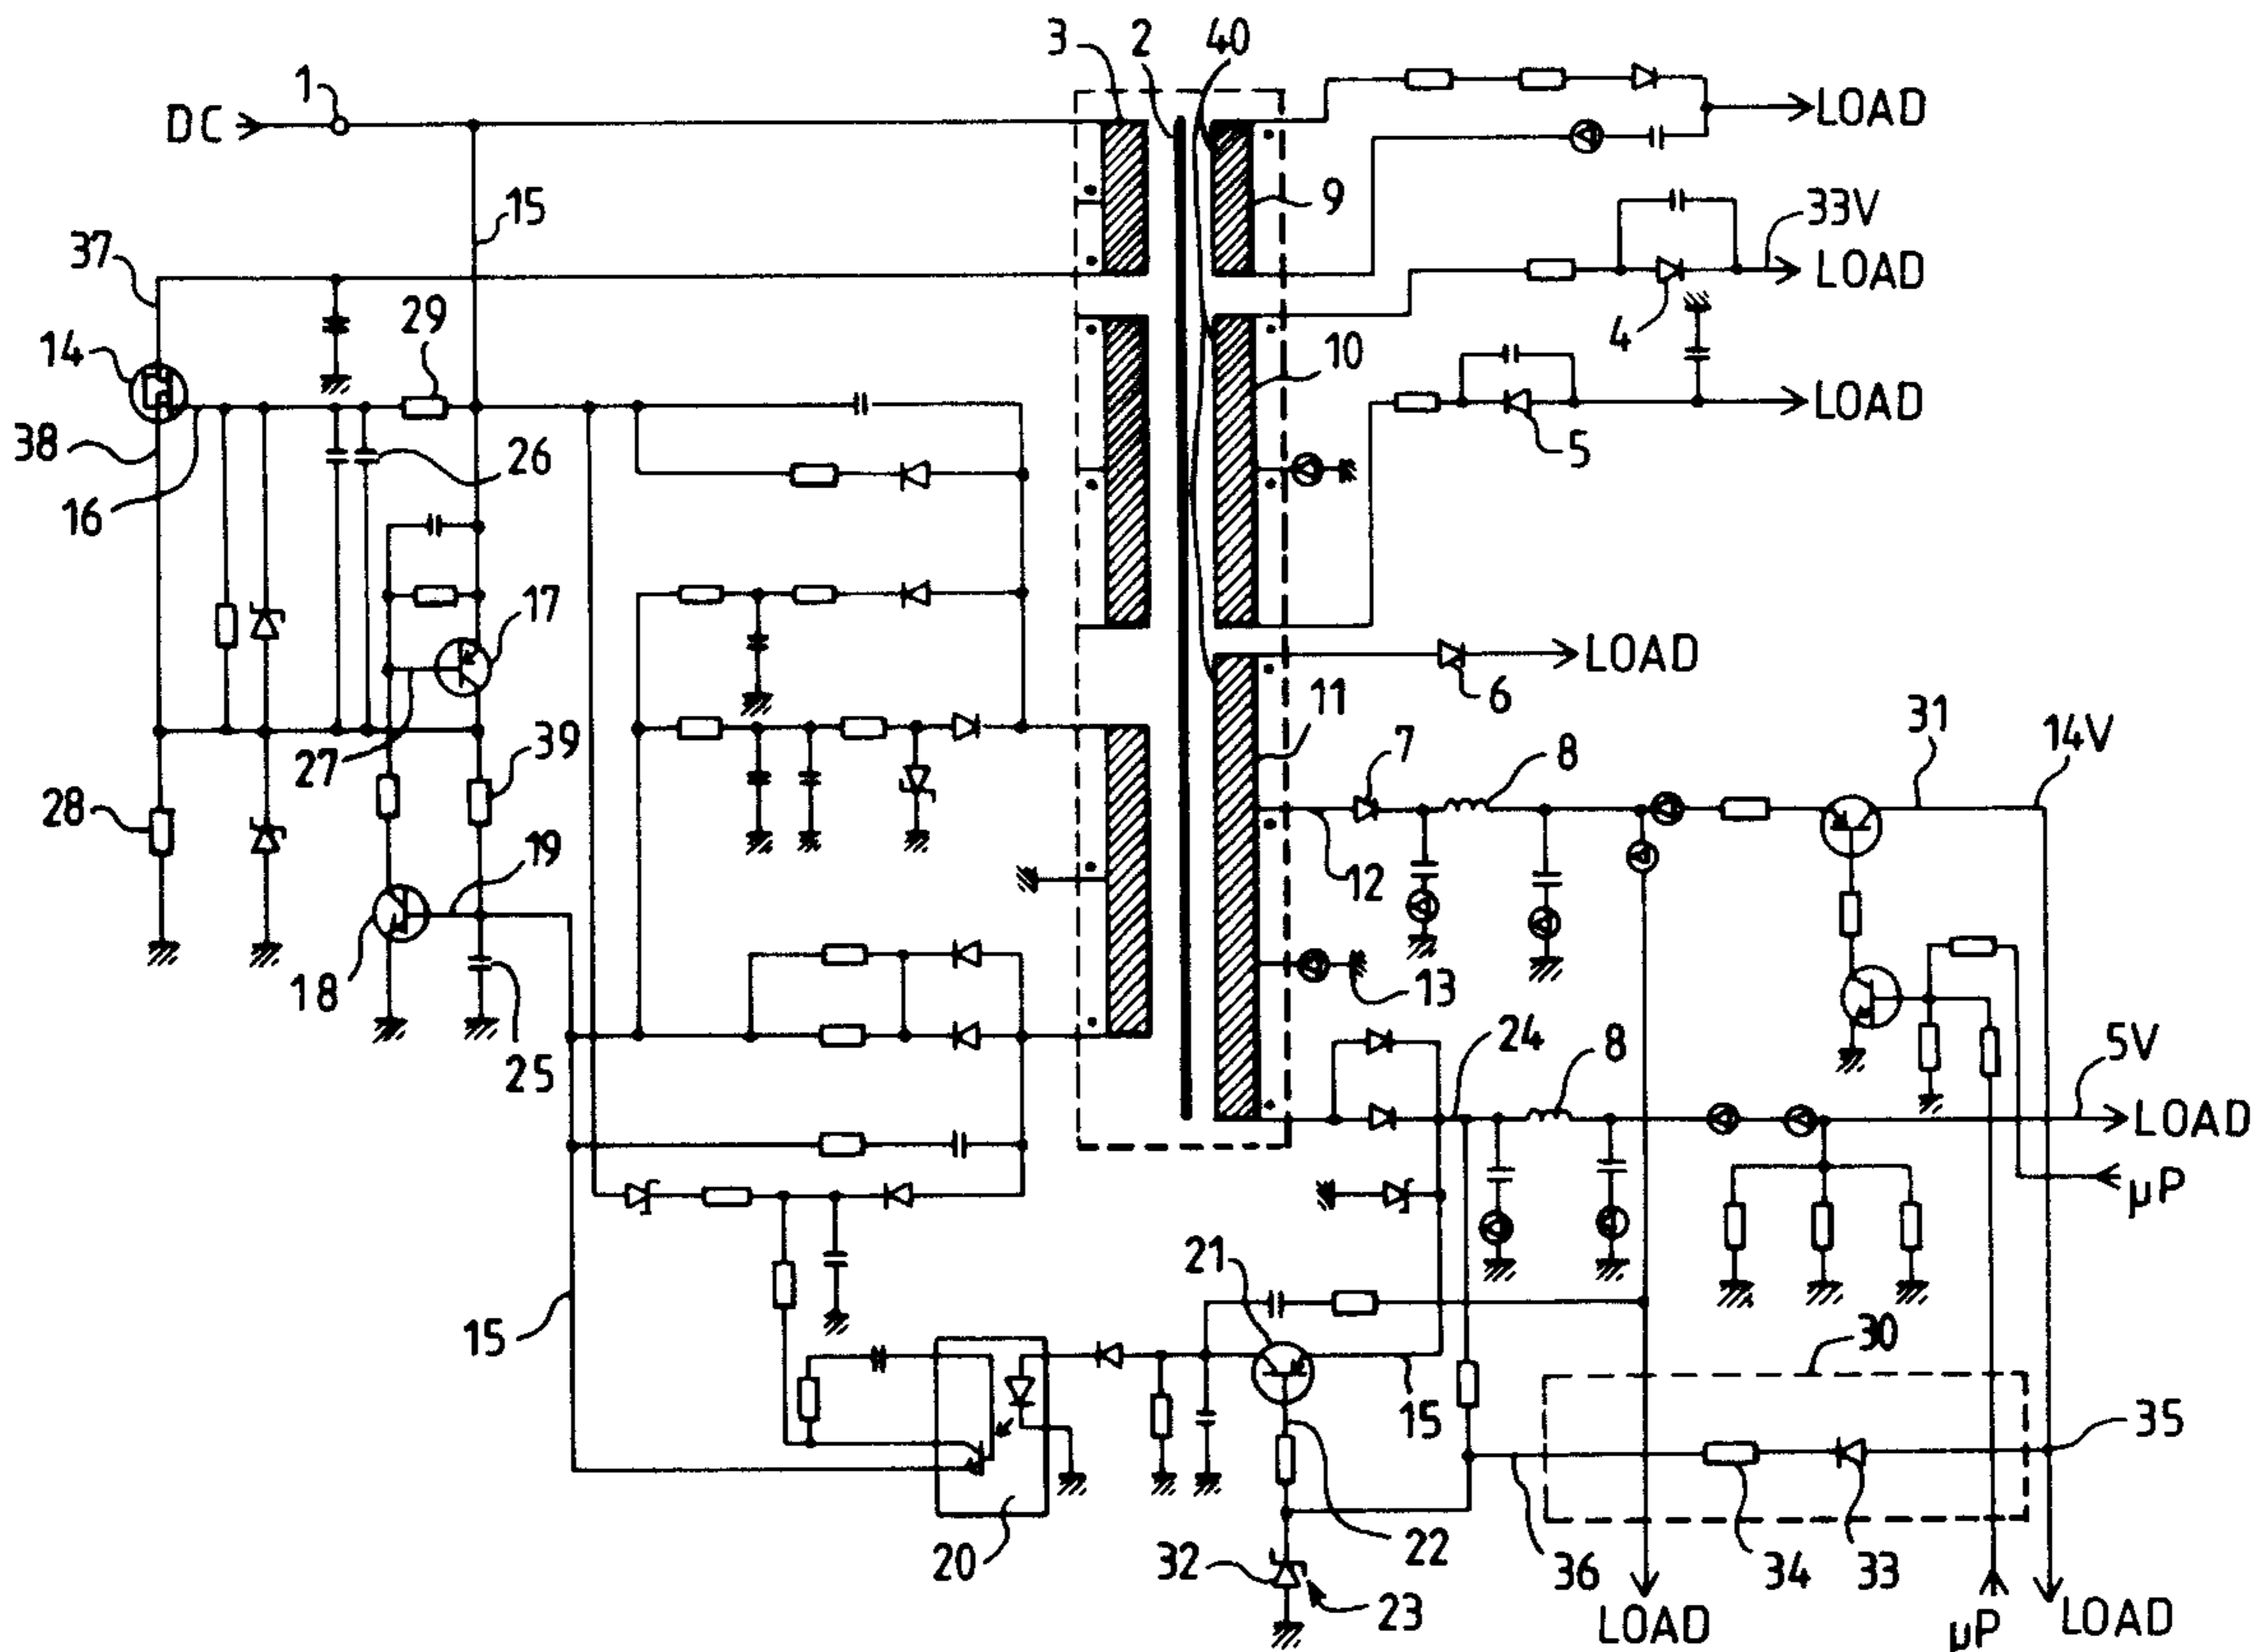 3 2 40
DC 1 LOAD
15 9 33V
37 LOAD
29 4
14 10 LOAD
38 26 5
16
17 LOAD
6
11 31 14V
27 39 7 8
28
19 12
18 13
25 24 8 5V
LOAD
µP
21
15 30
15 35
20 32 22 36 34 33
23 LOAD µP LOAD